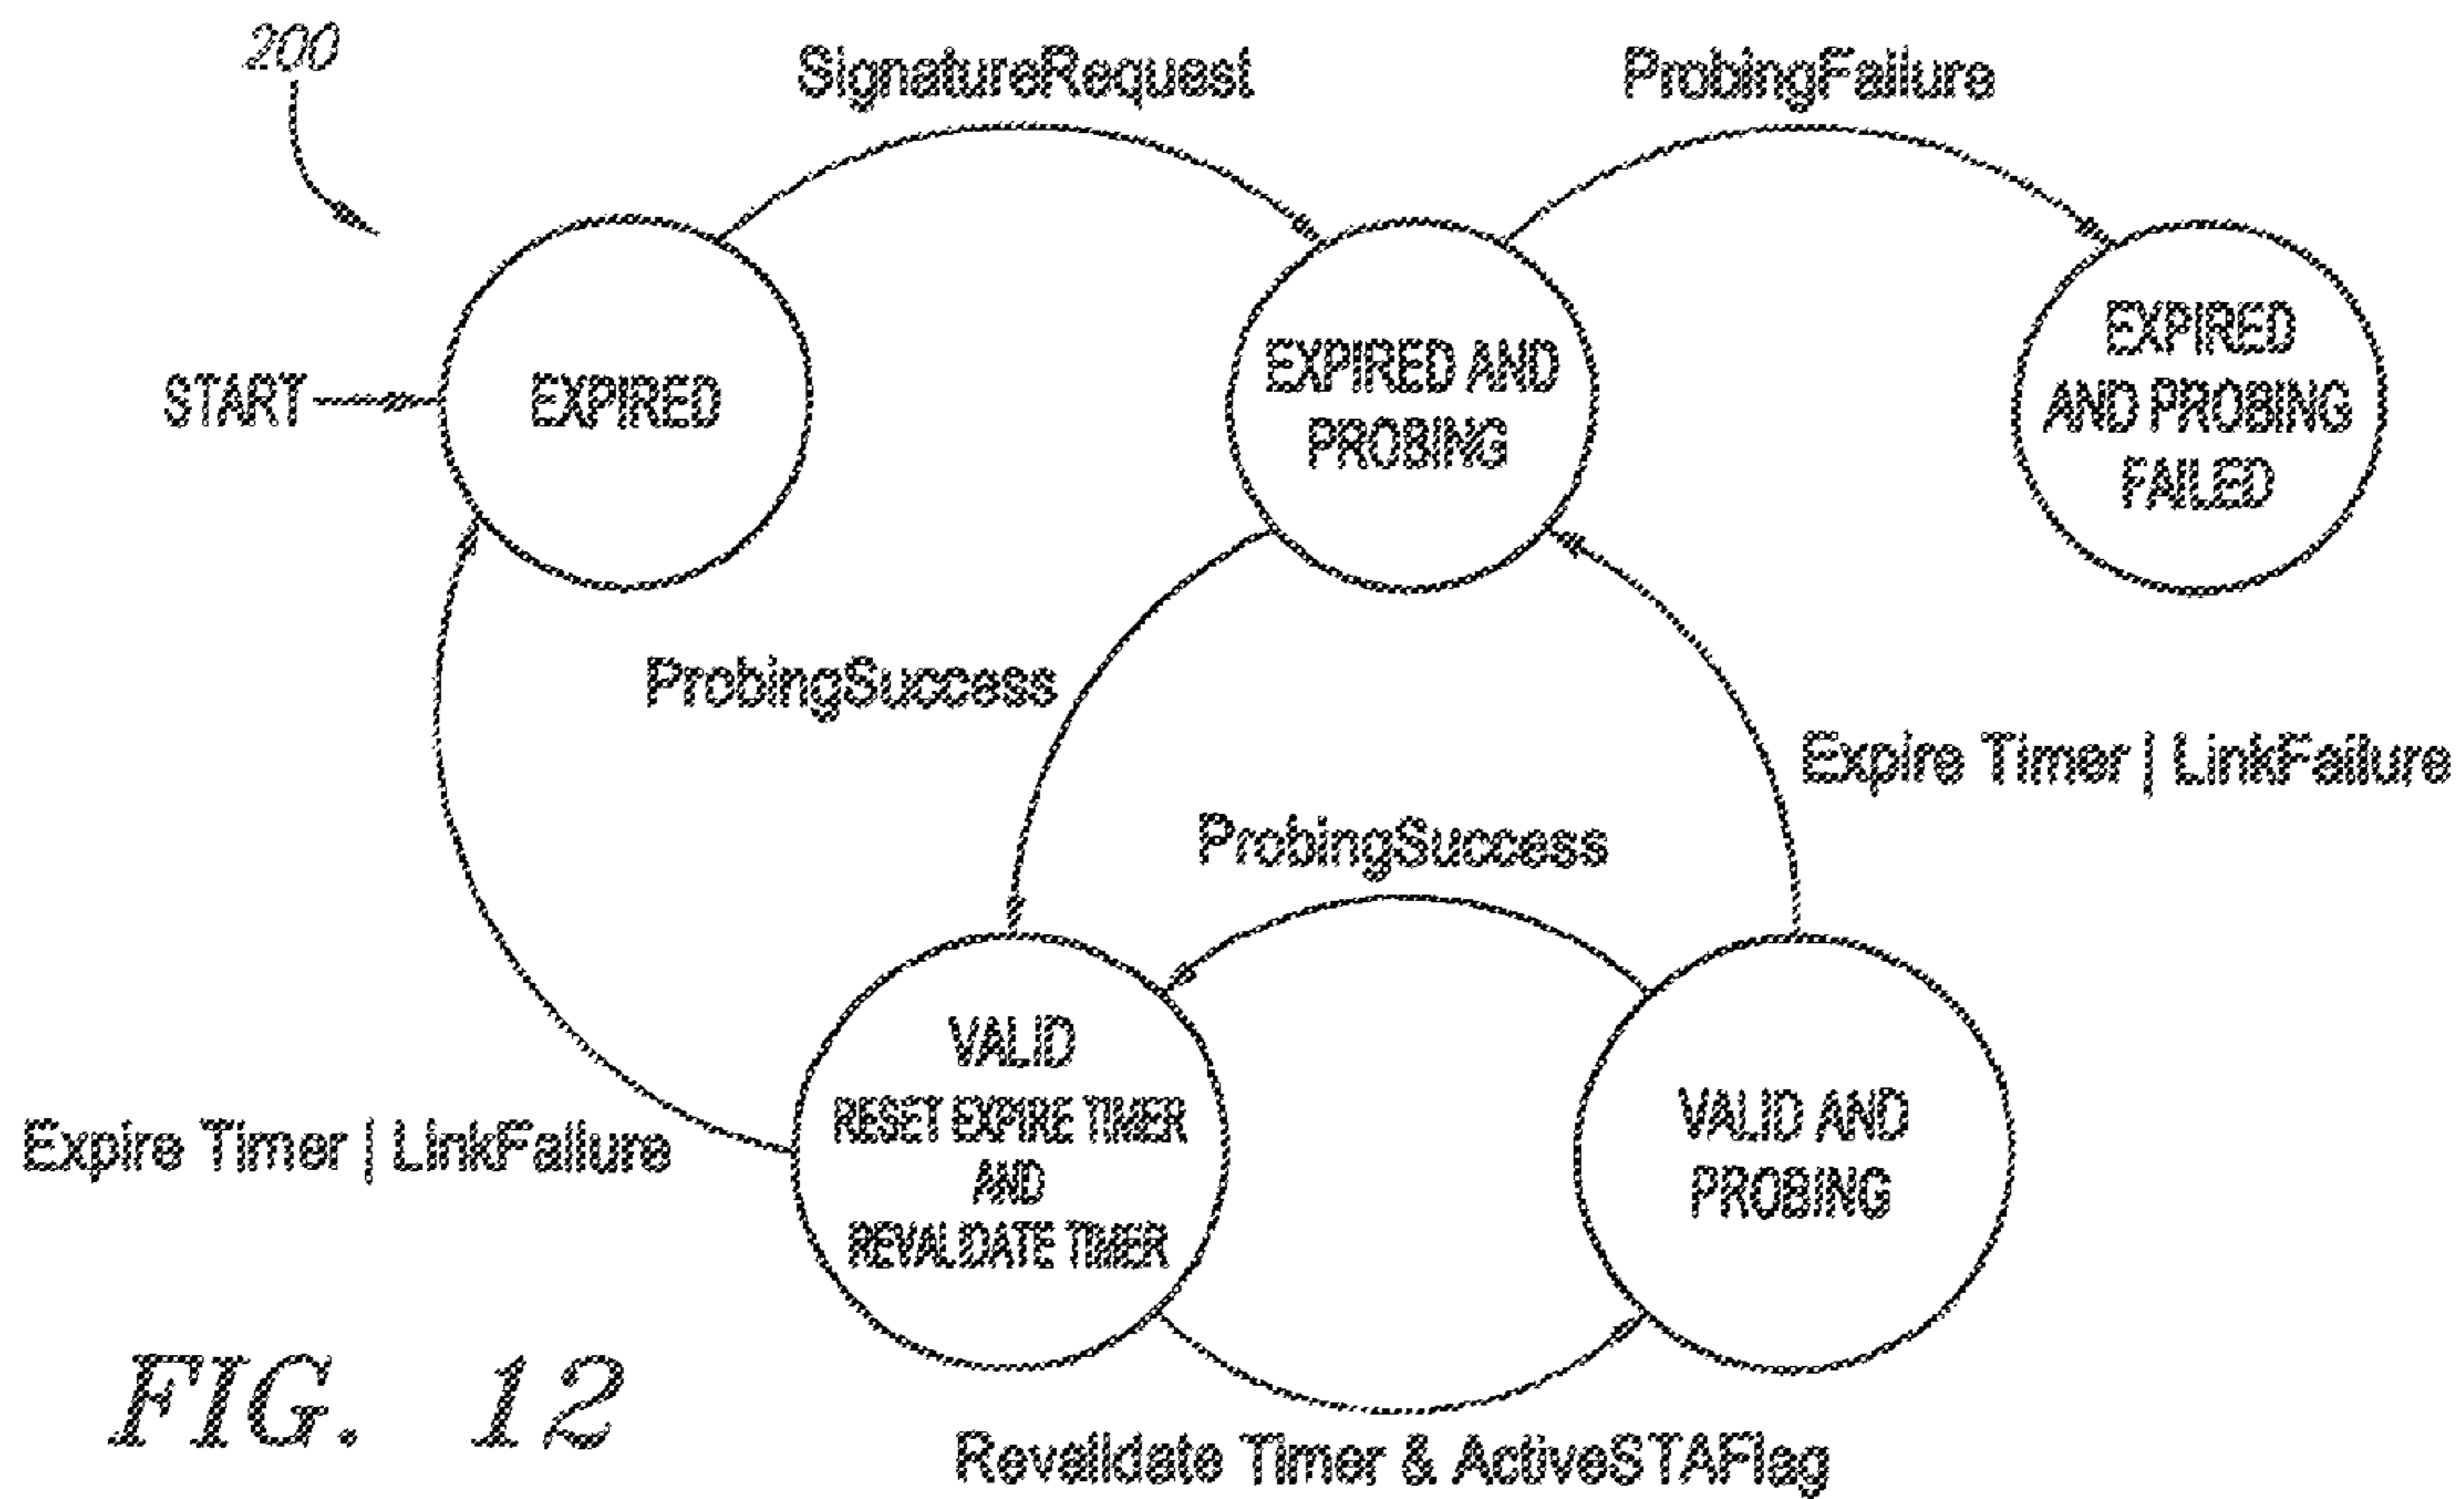 200
SignatureRequest
ProbingFailure
START
EXPIRED
EXPIRED AND
PROBING
EXPIRED
AND PROBING
FAILED
ProbingSuccess
Expire Timer | LinkFailure
ProbingSuccess
VALID
RESET EXPIRE TIMER
AND
REVALIDATE TIMER
VALID AND
PROBING
Expire Timer | LinkFailure
Revalidate Timer & ActiveSTAFlag
FIG. 12